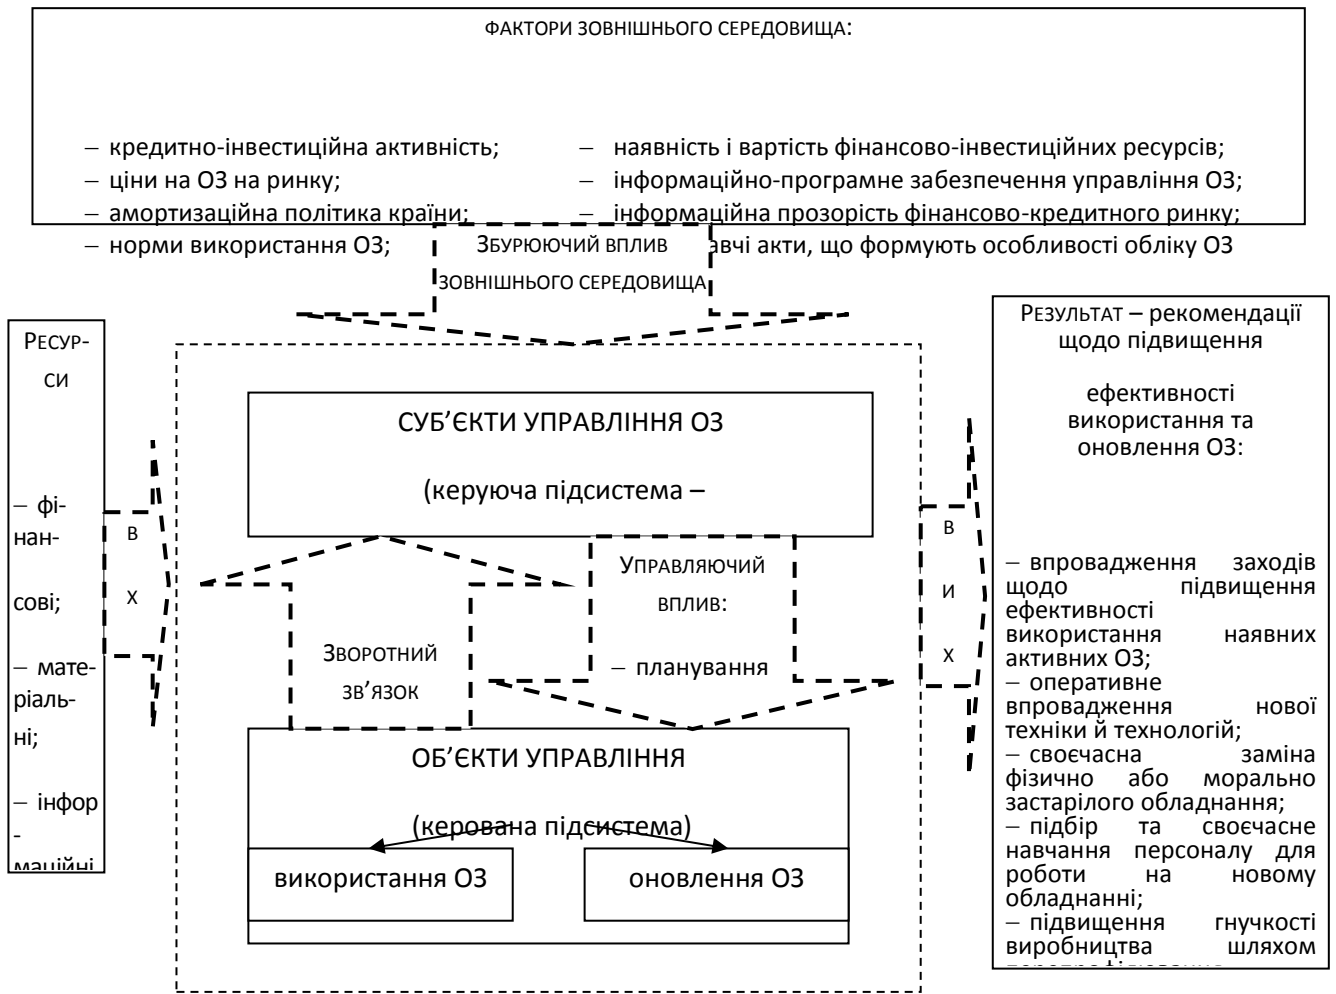 ФАКТОРИ ЗОВНІШНЬОГО СЕРЕДОВИЩА:
– кредитно-інвестиційна активність;
– ціни на ОЗ на ринку;
– амортизаційна політика країни;
– норми використання ОЗ;
– наявність і вартість фінансово-інвестиційних ресурсів;
– інформаційно-програмне забезпечення управління ОЗ;
– інформаційна прозорість фінансово-кредитного ринку;
авчі акти, що формують особливості обліку ОЗ
ЗБУРЮЮЧИЙ ВПЛИВ
ЗОВНІШНЬОГО СЕРЕДОВИЩА
РЕСУР-
СИ
– фі-
нан-
сові;
– мате-
ріаль-
ні;
– інфор
-
маційні
В
Х
СУБ’ЄКТИ УПРАВЛІННЯ ОЗ
(керуюча підсистема –
ЗВОРОТНИЙ
ЗВ’ЯЗОК
УПРАВЛЯЮЧИЙ
ВПЛИВ:
– планування
ОБ’ЄКТИ УПРАВЛІННЯ
(керована підсистема)
використання ОЗ
оновлення ОЗ
В
И
Х
РЕЗУЛЬТАТ – рекомендації
щодо підвищення
ефективності
використання та
оновлення ОЗ:
– впровадження заходів
щодо підвищення
ефективності
використання наявних
активних ОЗ;
– оперативне
впровадження нової
техніки й технологій;
– своєчасна заміна
фізично або морально
застарілого обладнання;
– підбір та своєчасне
навчання персоналу для
роботи на новому
обладнанні;
– підвищення гнучкості
виробництва шляхом